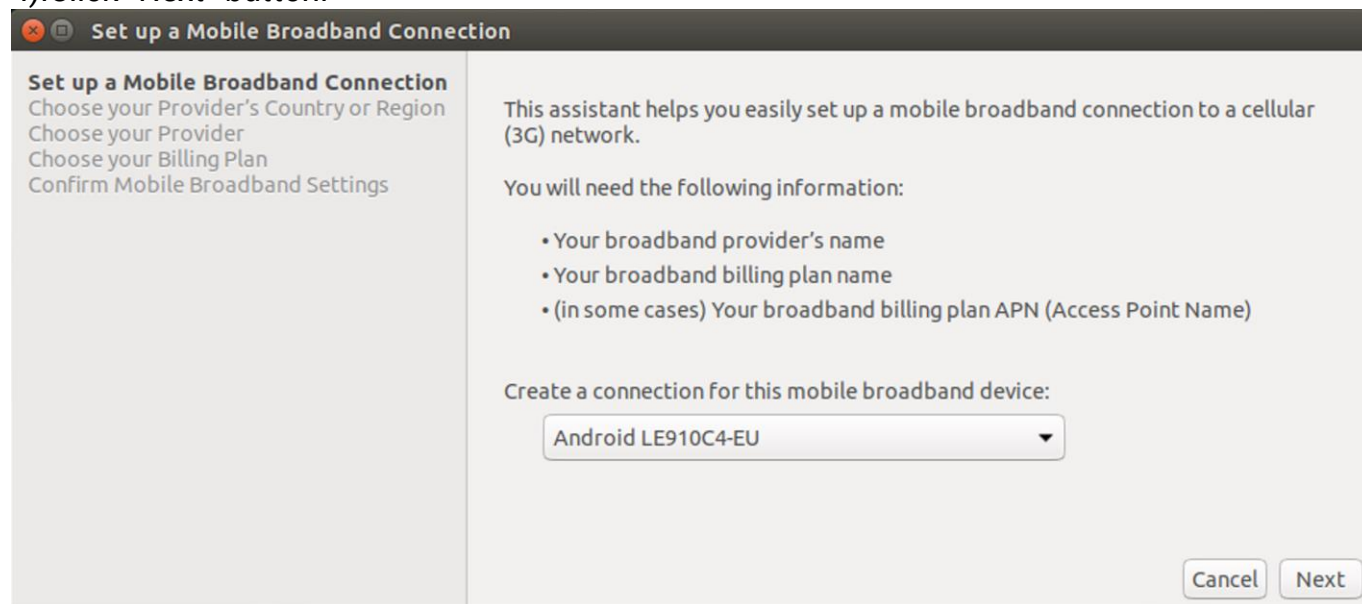 Set up a Mobile Broadband Connection
Set up a Mobile Broadband Connection
Choose your Provider's Country or Region
Choose your Provider
Choose your Billing Plan
Confirm Mobile Broadband Settings
This assistant helps you easily set up a mobile broadband connection to a cellular
(3G) network.
You will need the following information:
• Your broadband provider's name
• Your broadband billing plan name
• (in some cases) Your broadband billing plan APN (Access Point Name)
Create a connection for this mobile broadband device:
Android LE910C4-EU
Cancel
Next